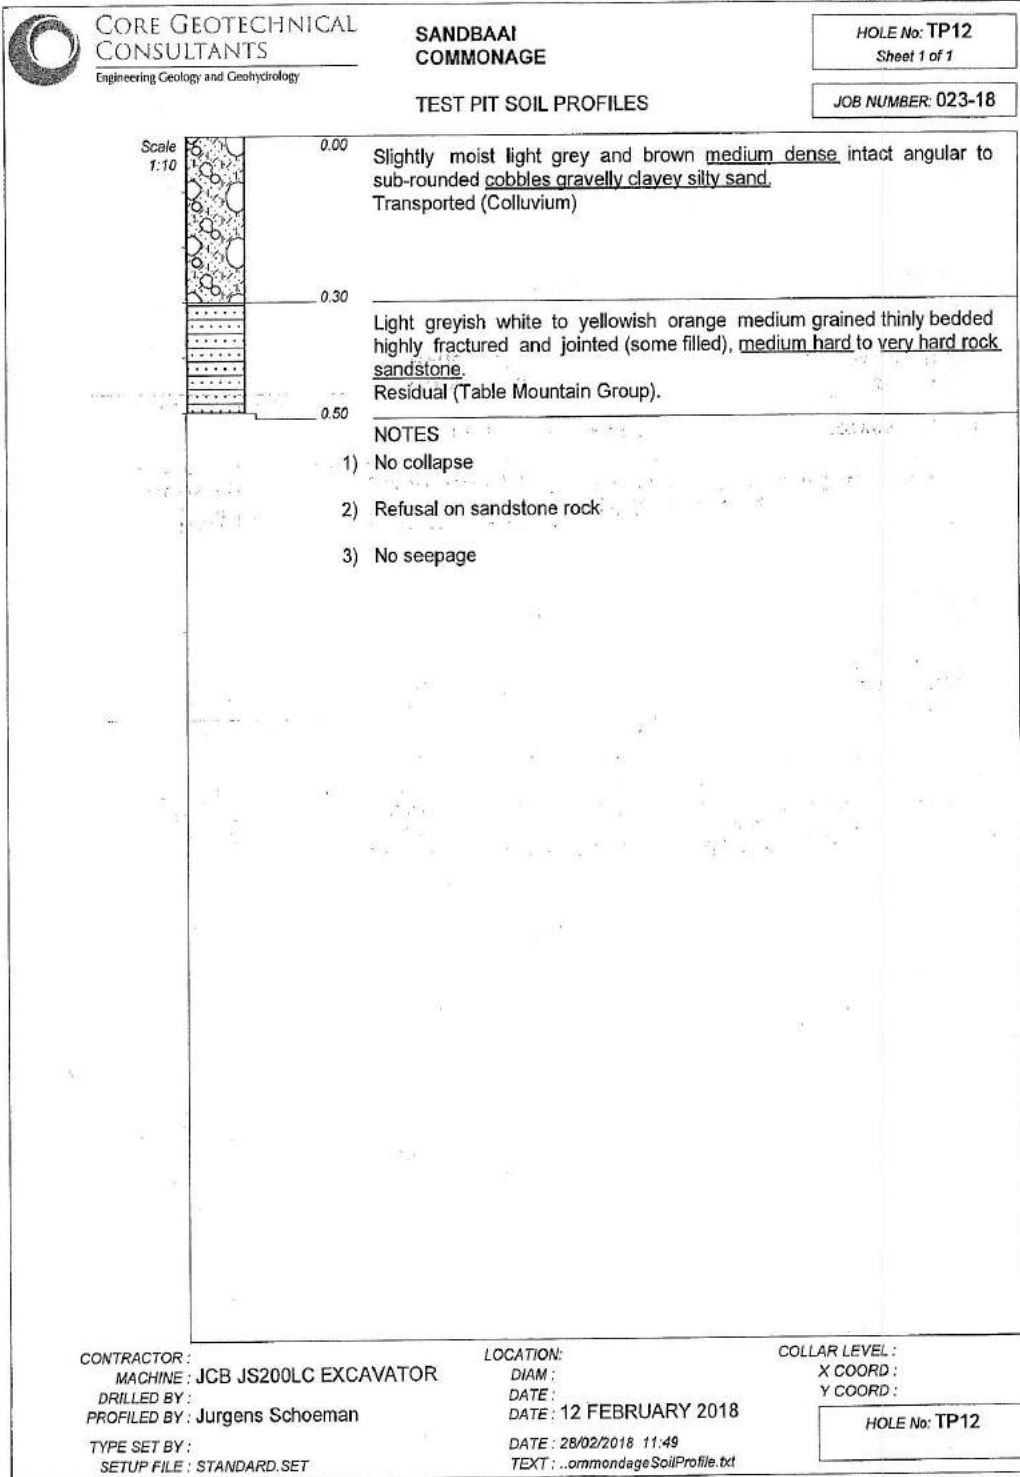 CORE GEOTECHNICAL
CONSULTANTS
Engineering Geology and Geohydrology
SANDBAAI
COMMONAGE
TEST PIT SOIL PROFILES
HOLE No: TP12
Sheet 1 of 1
JOB NUMBER: 023-18
Scale
1:10
0.00
Slightly moist light grey and brown medium dense intact angular to
sub-rounded cobbles gravelly clayey silty sand.
Transported (Colluvium)
0.30
Light greyish white to yellowish orange medium grained thinly bedded
highly fractured and jointed (some filled), medium hard to very hard rock
sandstone.
Residual (Table Mountain Group).
0.50
NOTES
1) No collapse
2) Refusal on sandstone rock
3) No seepage
CONTRACTOR :
MACHINE : JCB JS200LC EXCAVATOR
DRILLED BY :
PROFILED BY : Jurgens Schoeman
TYPE SET BY :
SETUP FILE : STANDARD.SET
LOCATION:
DIAM :
DATE :
DATE : 12 FEBRUARY 2018
DATE : 28/02/2018 11:49
TEXT : ..ommondageSoilProfile.txt
COLLAR LEVEL :
X COORD :
Y COORD :
HOLE No: TP12